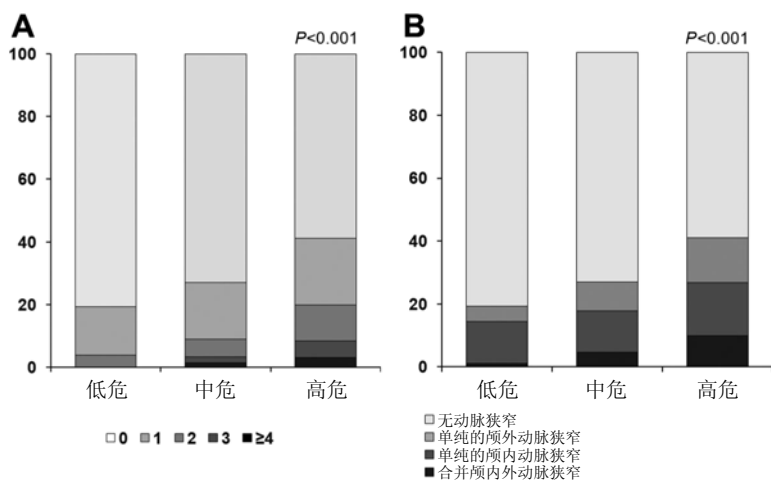 A
P<0.001
100
80
60
40
20
0
低危
中危
高危
0 1 2 3 ≥4
B
P<0.001
100
80
60
40
20
0
低危
中危
高危
无动脉狭窄
单纯的颅外动脉狭窄
单纯的颅内动脉狭窄
合并颅内外动脉狭窄